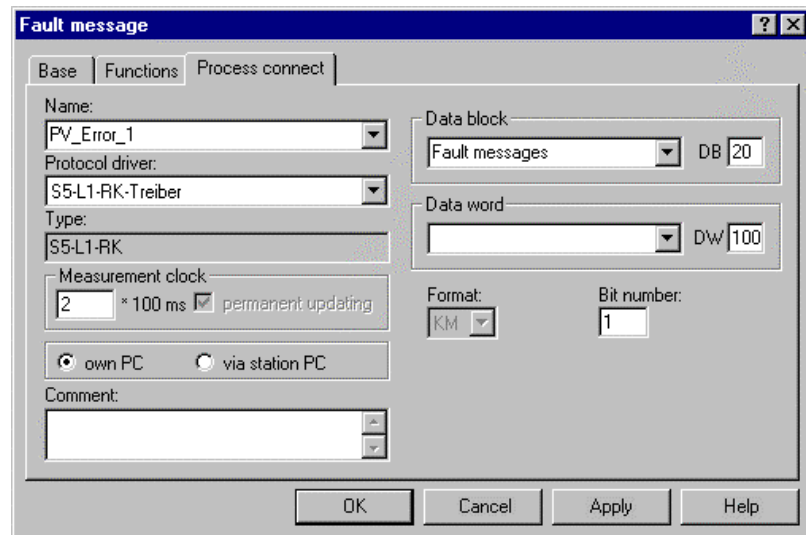 Fault message
Base Functions Process connect
Name:
PV_Error_1
Protocol driver:
S5-L1-RK-Treiber
Type:
S5-L1-RK
Measurement clock
2 * 100 ms permanent updating
own PC via station PC
Comment:
Data block
Fault messages DB 20
Data word
DW 100
Format: Bit number:
KM 1
OK Cancel Apply Help